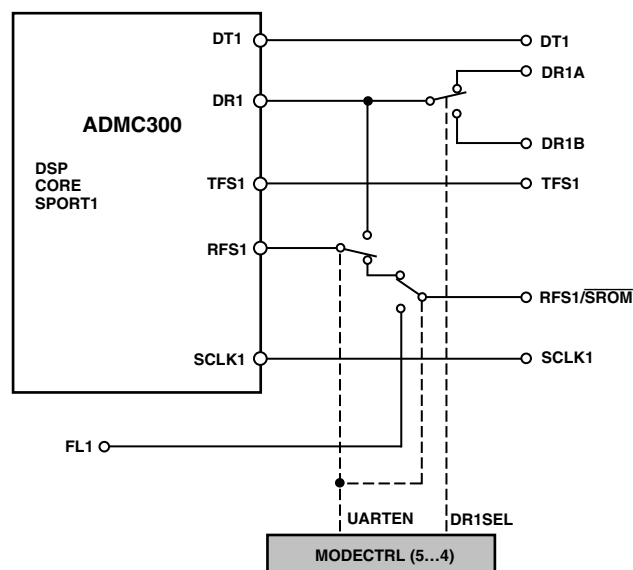 DT1
DT1
DR1A
DR1
ADMC300
DR1B
DSP
CORE
SPORT1
TFS1
TFS1
RFS1
RFS1/SROM
SCLK1
SCLK1
FL1
UARTEN
DR1SEL
MODECTRL (5...4)